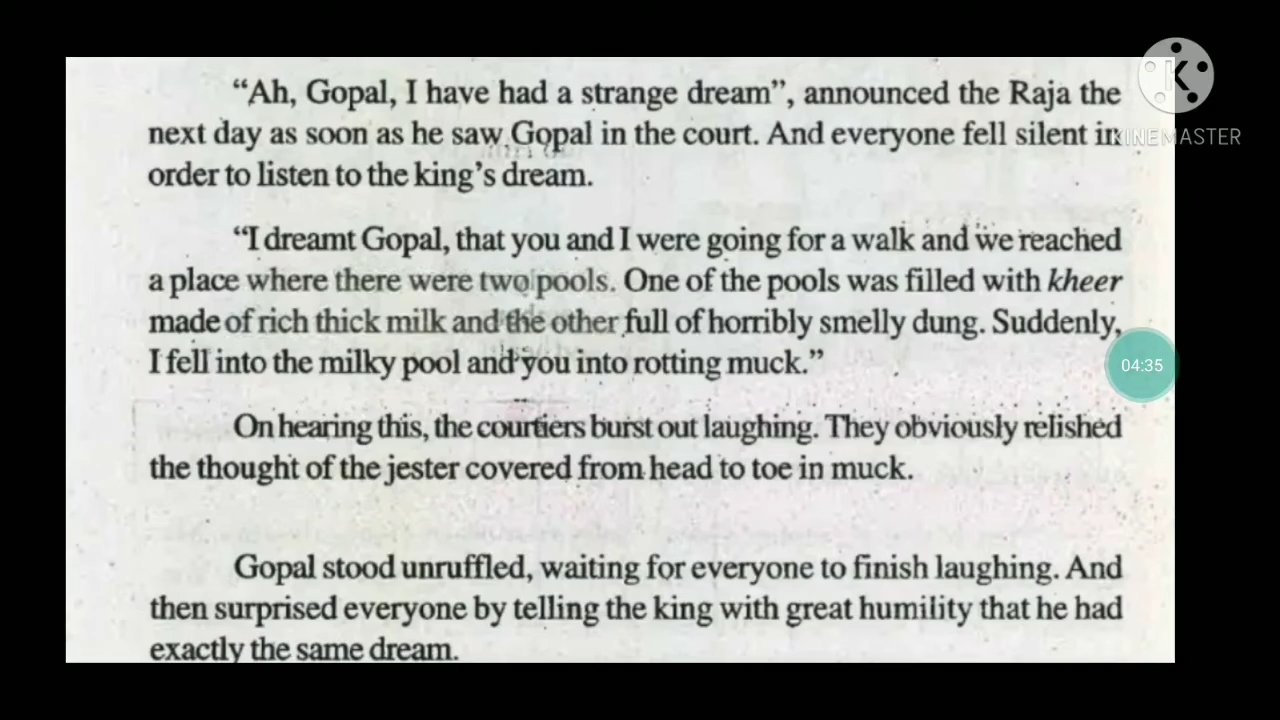 “Ah, Gopal, I have had a strange dream”, announced the Raja the
next day as soon as he saw Gopal in the court. And everyone fell silent in
order to listen to the king’s dream.
“I dreamt Gopal, that you and I were going for a walk and we reached
a place where there were two pools. One of the pools was filled with kheer
made of rich thick milk and the other full of horribly smelly dung. Suddenly,
I fell into the milky pool and you into rotting muck.”
On hearing this, the courtiers burst out laughing. They obviously relished
the thought of the jester covered from head to toe in muck.
Gopal stood unruffled, waiting for everyone to finish laughing. And
then surprised everyone by telling the king with great humility that he had
exactly the same dream.
K
KINEMASTER
04:35